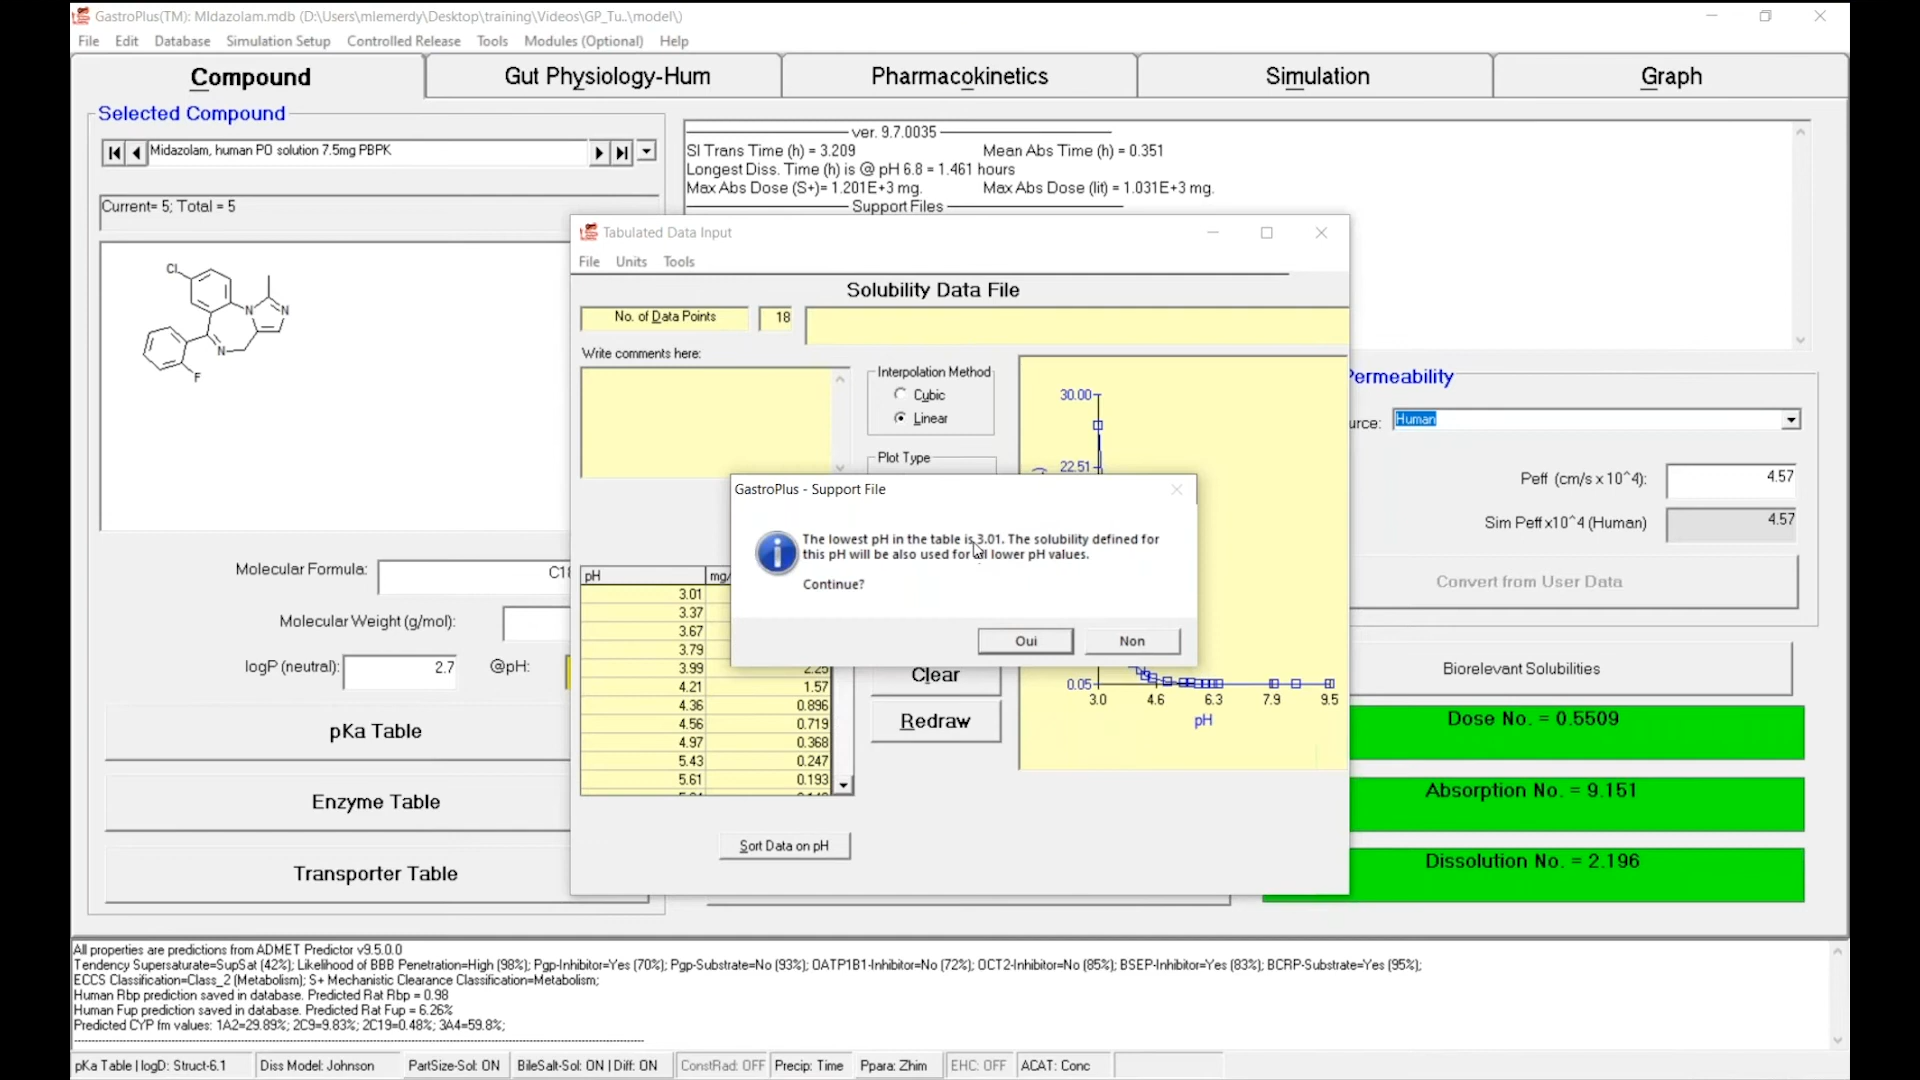 GastroPlus(TM): MIdazolam.mdb (D:\Users\mlemerdy\Desktop\training\Videos\GP_Tu..\model\)
File Edit Database Simulation Setup Controlled Release Tools Modules (Optional) Help
Compound Gut Physiology-Hum Pharmacokinetics Simulation Graph
Selected Compound
Midazolam, human PO solution 7.5mg PBPK
Current= 5; Total = 5
ver. 9.7.0035
SI Trans Time (h) = 3.209 Mean Abs Time (h) = 0.351
Longest Diss. Time (h) is @ pH 6.8 = 1.461 hours
Max Abs Dose (S+)= 1.201E+3 mg. Max Abs Dose (lit) = 1.031E+3 mg.
Support Files
Cl
N
N
N
F
Molecular Formula: C18
Molecular Weight (g/mol):
logP (neutral): 2.7 @pH:
pKa Table
Enzyme Table
Transporter Table
Tabulated Data Input
File Units Tools
Solubility Data File
No. of Data Points 18
Write comments here:
Interpolation Method
Cubic
Linear
Plot Type
30.00
22.51
0.05
3.0 4.6 6.3 7.9 9.5
pH
GastroPlus - Support File
The lowest pH in the table is 3.01. The solubility defined for
this pH will be also used for all lower pH values.
Continue?
Oui Non
pH mg/
3.01
3.37
3.67
3.79
3.99 2.25
4.21 1.57
4.36 0.896
4.56 0.719
4.97 0.368
5.43 0.247
5.61 0.193
Clear
Redraw
Sort Data on pH
Permeability
urce: Human
Peff (cm/s x 10^4): 4.57
Sim Peff x10^4 (Human) 4.57
Convert from User Data
Biorelevant Solubilities
Dose No. = 0.5509
Absorption No. = 9.151
Dissolution No. = 2.196
All properties are predictions from ADMET Predictor v9.5.0.0
Tendency Supersaturate=SupSat (42%); Likelihood of BBB Penetration=High (98%); Pgp-Inhibitor=Yes (70%); Pgp-Substrate=No (93%); OATP1B1-Inhibitor=No (72%); OCT2-Inhibitor=No (85%); BSEP-Inhibitor=Yes (83%); BCRP-Substrate=Yes (95%);
ECCS Classification=Class_2 (Metabolism); S+ Mechanistic Clearance Classification=Metabolism;
Human Rbp prediction saved in database. Predicted Rat Rbp = 0.98
Human Fup prediction saved in database. Predicted Rat Fup = 6.26%
Predicted CYP fm values: 1A2=29.89%; 2C9=9.83%; 2C19=0.48%; 3A4=59.8%;
pKa Table | logD: Struct-6.1 Diss Model: Johnson PartSize-Sol: ON BileSalt-Sol: ON | Diff: ON ConstRad: OFF Precip: Time Ppara: Zhim EHC: OFF ACAT: Conc